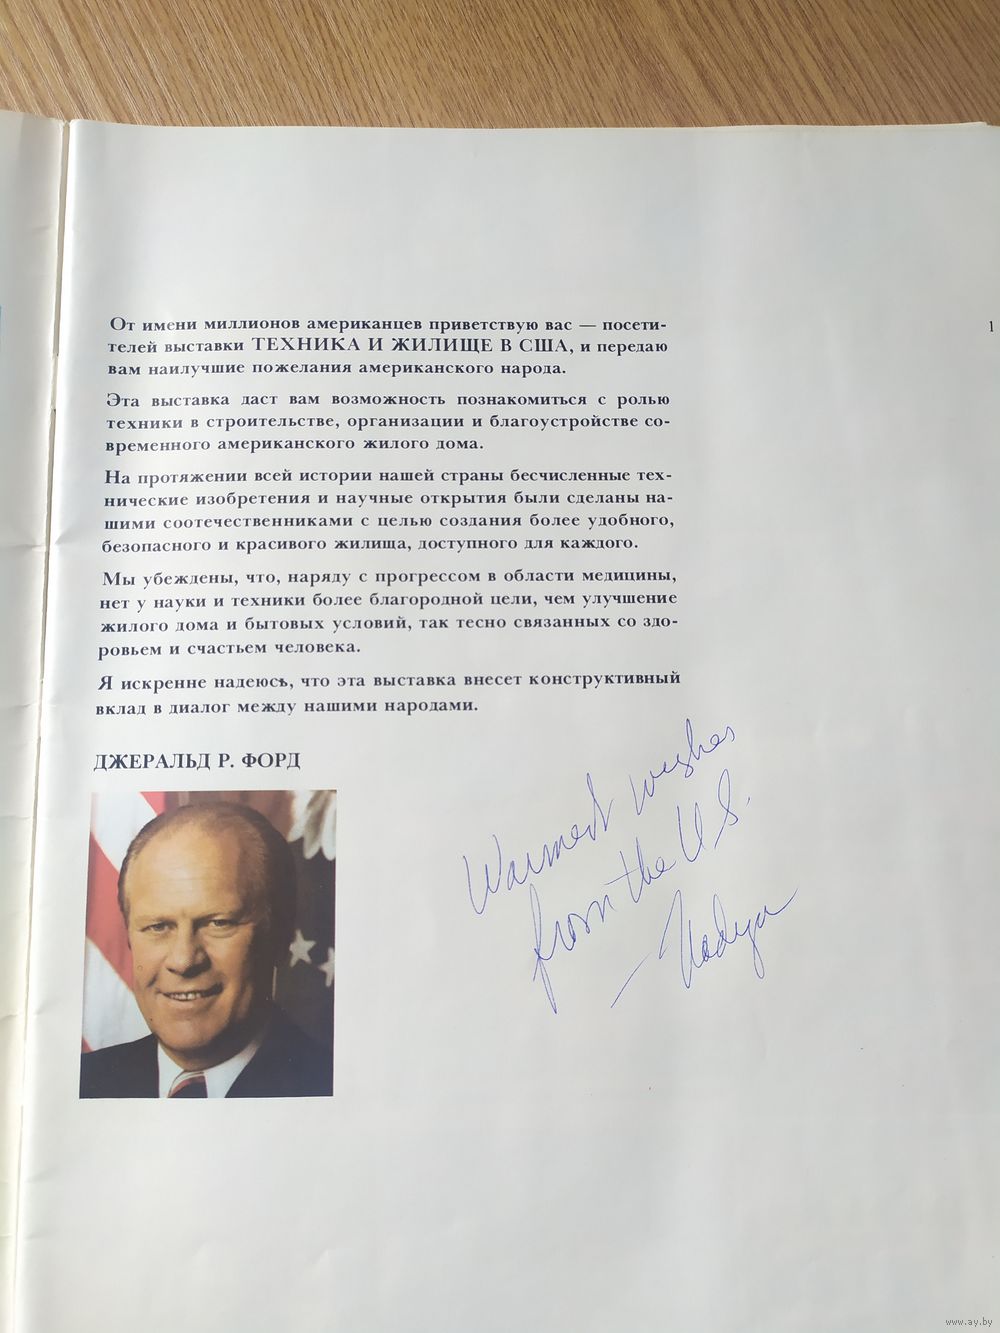 От имени миллионов американцев приветствую вас — посети-
телей выставки ТЕХНИКА И ЖИЛИЩЕ В США, и передаю
вам наилучшие пожелания американского народа.
Эта выставка даст вам возможность познакомиться с ролью
техники в строительстве, организации и благоустройстве со-
временного американского жилого дома.
На протяжении всей истории нашей страны бесчисленные тех-
нические изобретения и научные открытия были сделаны на-
шими соотечественниками с целью создания более удобного,
безопасного и красивого жилища, доступного для каждого.
Мы убеждены, что, наряду с прогрессом в области медицины,
нет у науки и техники более благородной цели, чем улучшение
жилого дома и бытовых условий, так тесно связанных со здо-
ровьем и счастьем человека.
Я искренне надеюсь, что эта выставка внесет конструктивный
вклад в диалог между нашими народами.
ДЖЕРАЛЬД Р. ФОРД
Warmest wishes
from the U.S.
— Nadya
1
www.ay.by